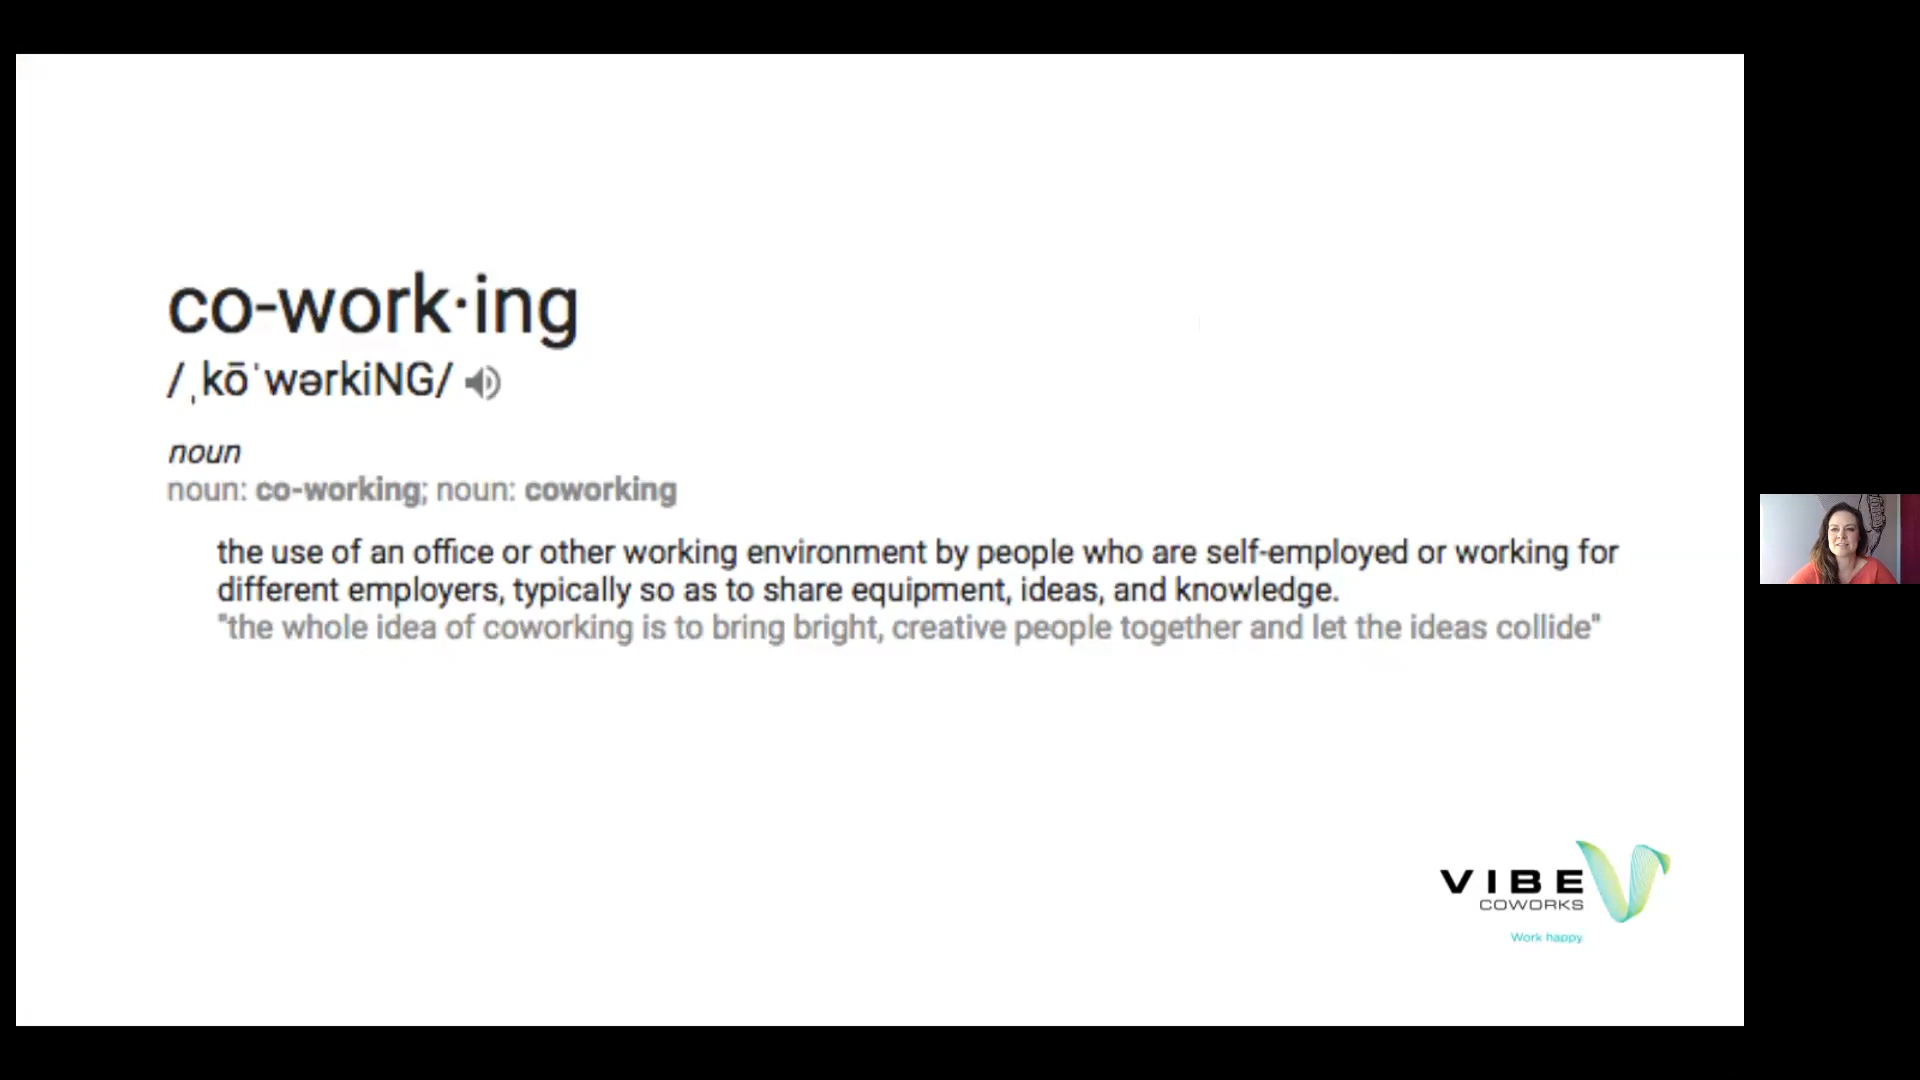 co-work·ing
/ˌkōˈwərkiNG/
noun
noun: co-working; noun: coworking
the use of an office or other working environment by people who are self-employed or working for
different employers, typically so as to share equipment, ideas, and knowledge.
"the whole idea of coworking is to bring bright, creative people together and let the ideas collide"
VIBE
COWORKS
Work happy